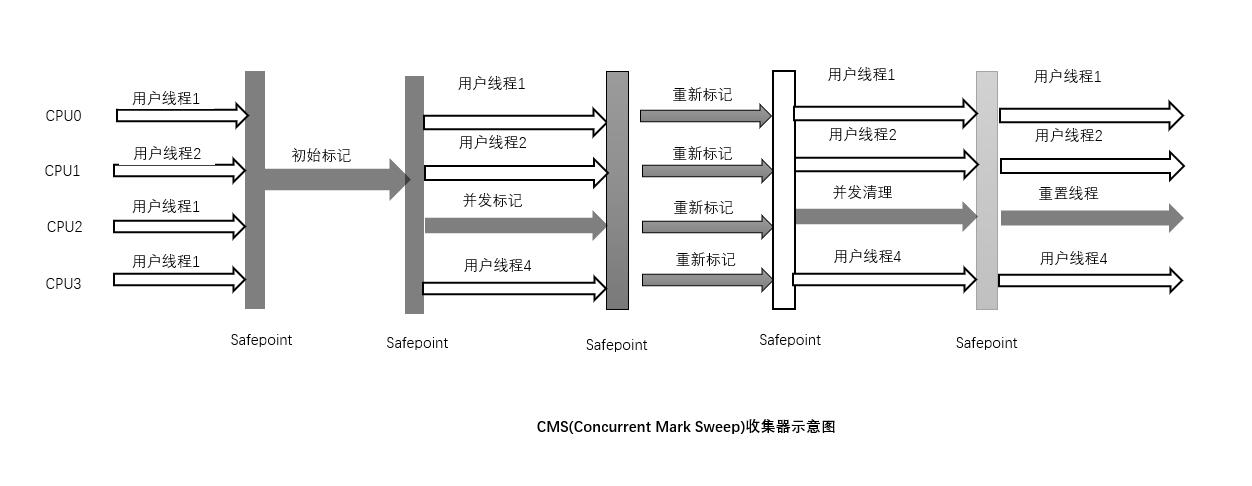 用户线程1
用户线程1
用户线程1
用户线程1
CPU0
用户线程1
重新标记
用户线程2
用户线程2
用户线程2
CPU1
用户线程2
初始标记
重新标记
CPU2
用户线程1
并发标记
重新标记
并发清理
重置线程
CPU3
用户线程1
用户线程4
重新标记
用户线程4
用户线程4
Safepoint
Safepoint
Safepoint
Safepoint
Safepoint
CMS(Concurrent Mark Sweep)收集器示意图